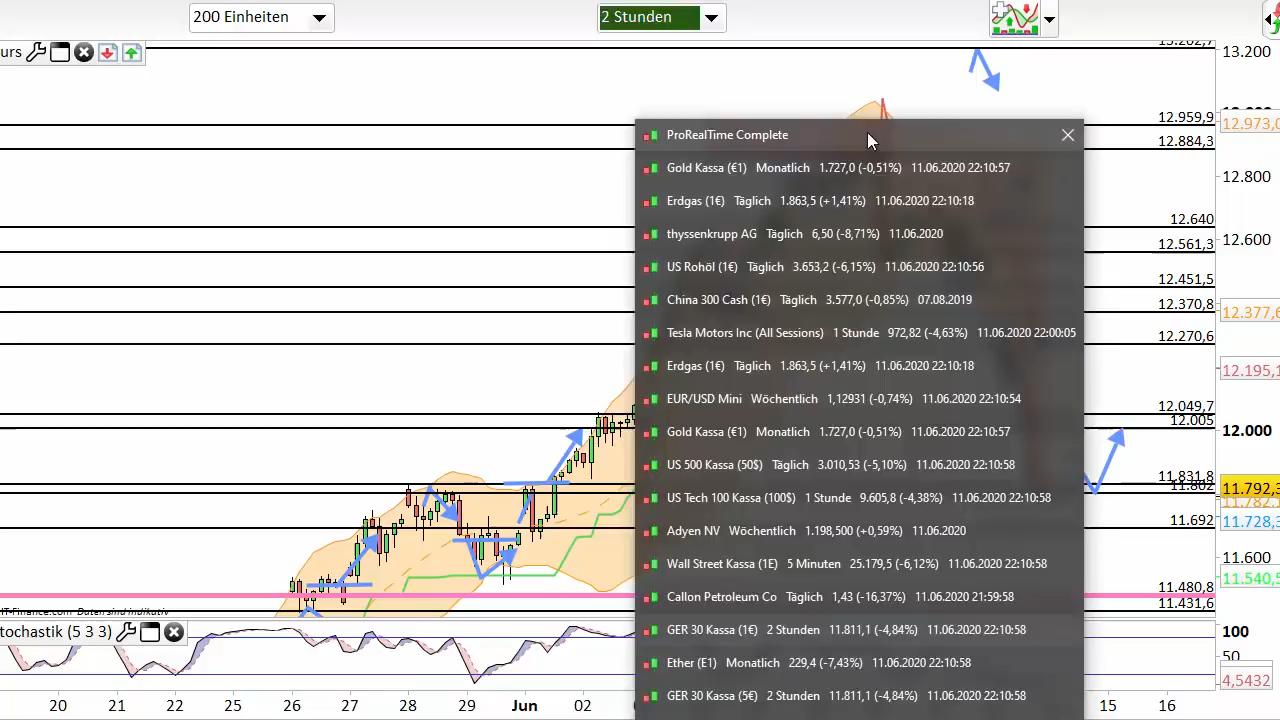 200 Einheiten
2 Stunden
urs
13.202,7
13.200
12.959,9
12.973,0
12.884,3
12.800
12.640
12.600
12.561,3
12.451,5
12.370,8
12.377,6
12.270,6
12.195,1
12.049,7
12.005
12.000
11.831,8
11.802
11.792,3
11.782,1
11.692
11.728,3
11.600
11.540,5
11.480,8
11.431,6
ProRealTime Complete
Gold Kassa (€1) Monatlich 1.727,0 (-0,51%) 11.06.2020 22:10:57
Erdgas (1€) Täglich 1.863,5 (+1,41%) 11.06.2020 22:10:18
thyssenkrupp AG Täglich 6,50 (-8,71%) 11.06.2020
US Rohöl (1€) Täglich 3.653,2 (-6,15%) 11.06.2020 22:10:56
China 300 Cash (1€) Täglich 3.577,0 (-0,85%) 07.08.2019
Tesla Motors Inc (All Sessions) 1 Stunde 972,82 (-4,63%) 11.06.2020 22:00:05
Erdgas (1€) Täglich 1.863,5 (+1,41%) 11.06.2020 22:10:18
EUR/USD Mini Wöchentlich 1,12931 (-0,74%) 11.06.2020 22:10:54
Gold Kassa (€1) Monatlich 1.727,0 (-0,51%) 11.06.2020 22:10:57
US 500 Kassa (50$) Täglich 3.010,53 (-5,10%) 11.06.2020 22:10:58
US Tech 100 Kassa (100$) 1 Stunde 9.605,8 (-4,38%) 11.06.2020 22:10:58
Adyen NV Wöchentlich 1.198,500 (+0,59%) 11.06.2020
Wall Street Kassa (1E) 5 Minuten 25.179,5 (-6,12%) 11.06.2020 22:10:58
Callon Petroleum Co Täglich 1,43 (-16,37%) 11.06.2020 21:59:58
GER 30 Kassa (1€) 2 Stunden 11.811,1 (-4,84%) 11.06.2020 22:10:58
Ether (E1) Monatlich 229,4 (-7,43%) 11.06.2020 22:10:58
GER 30 Kassa (5€) 2 Stunden 11.811,1 (-4,84%) 11.06.2020 22:10:58
IT-Finance.com Daten sind indikativ
tochastik (5 3 3)
100
50
4,5432
20 21 22 25 26 27 28 29 Jun 02 15 16